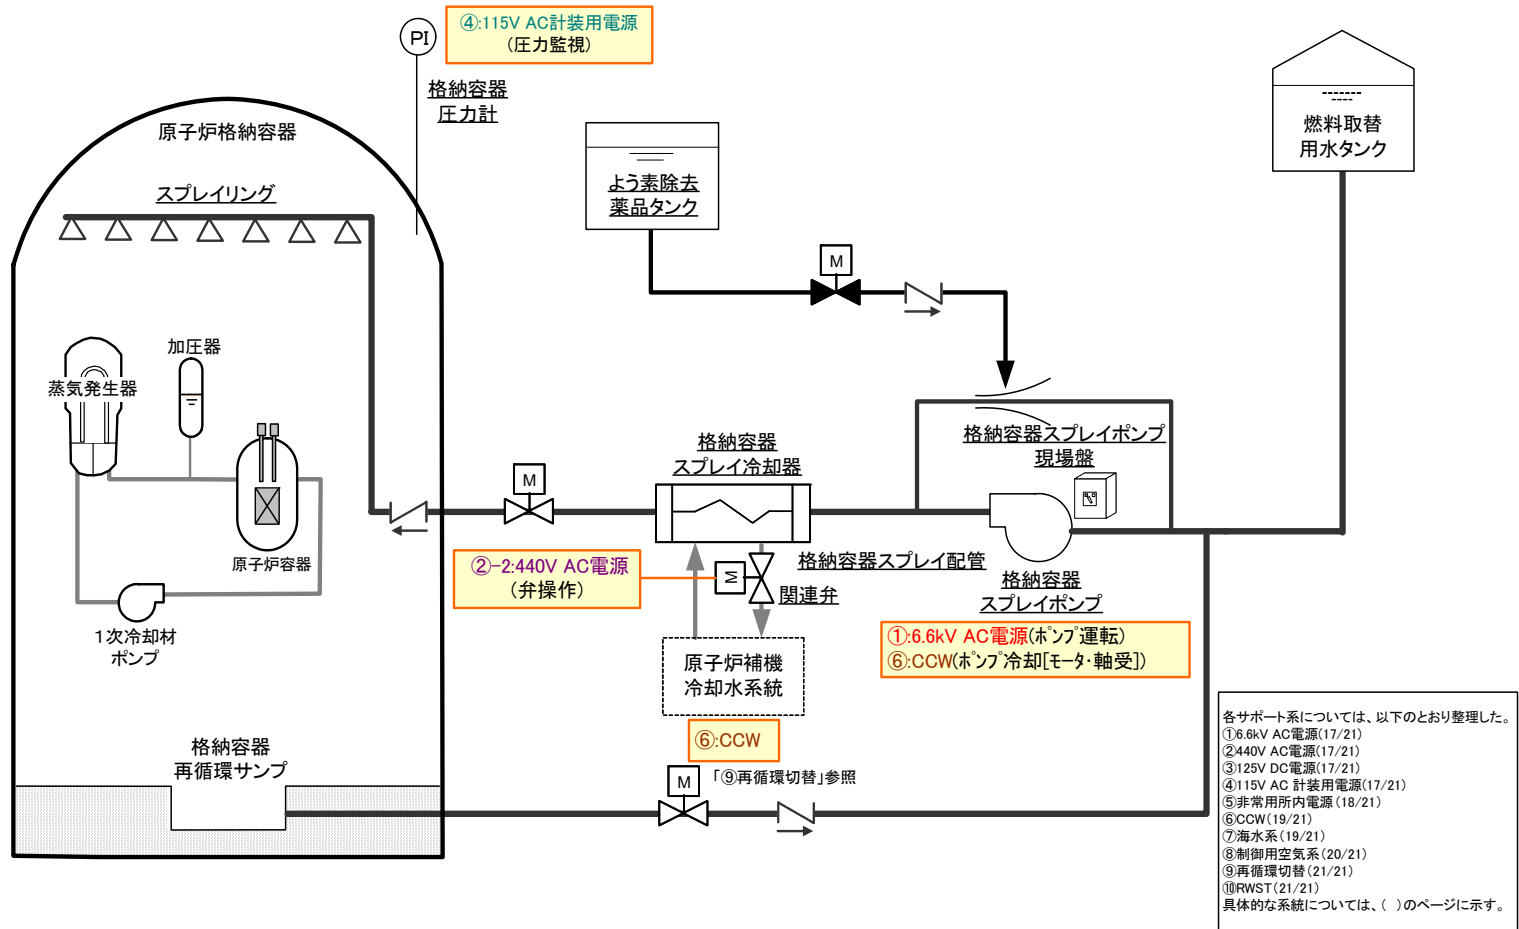 ④:115V AC計装用電源
(圧力監視)
PI
格納容器
圧力計
原子炉格納容器
スプレイリング
よう素除去
薬品タンク
燃料取替
用水タンク
M
加圧器
蒸気発生器
原子炉容器
1次冷却材
ポンプ
格納容器
スプレイ冷却器
M
格納容器スプレイポンプ
現場盤
②-2:440V AC電源
(弁操作)
M
格納容器スプレイ配管
関連弁
格納容器
スプレイポンプ
①:6.6kV AC電源(ﾎﾟﾝﾌﾟ運転)
⑥:CCW(ﾎﾟﾝﾌﾟ冷却[ﾓｰﾀ･軸受])
原子炉補機
冷却水系統
⑥:CCW
格納容器
再循環サンプ
M
「⑨再循環切替」参照
各サポート系については、以下のとおり整理した。
①6.6kV AC電源(17/21)
②440V AC電源(17/21)
③125V DC電源(17/21)
④115V AC 計装用電源(17/21)
⑤非常用所内電源(18/21)
⑥CCW(19/21)
⑦海水系(19/21)
⑧制御用空気系(20/21)
⑨再循環切替(21/21)
⑩RWST(21/21)
具体的な系統については、( )のページに示す。